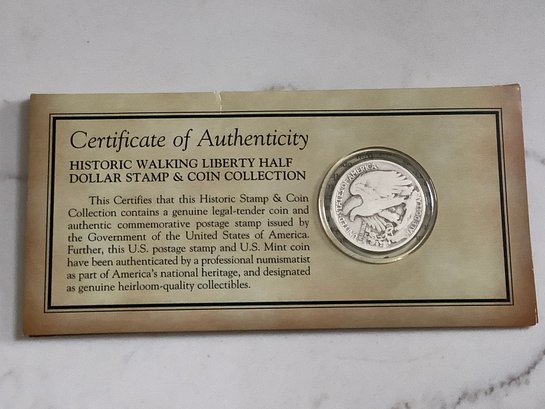 Certificate of Authenticity
HISTORIC WALKING LIBERTY HALF
DOLLAR STAMP & COIN COLLECTION
This Certifies that this Historic Stamp & Coin
Collection contains a genuine legal-tender coin and
authentic commemorative postage stamp issued by
the Government of the United States of America.
Further, this U.S. postage stamp and U.S. Mint coin
have been authenticated by a professional numismatist
as part of America's national heritage, and designated
as genuine heirloom-quality collectibles.
UNITED STATES OF AMERICA